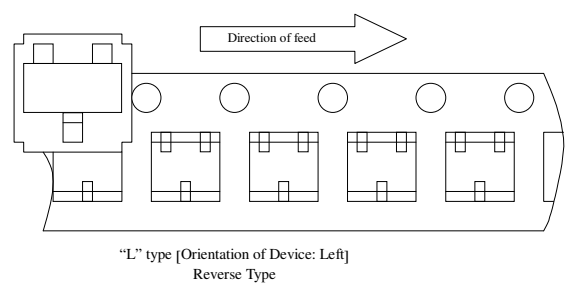 Direction of feed
“L” type [Orientation of Device: Left]
Reverse Type